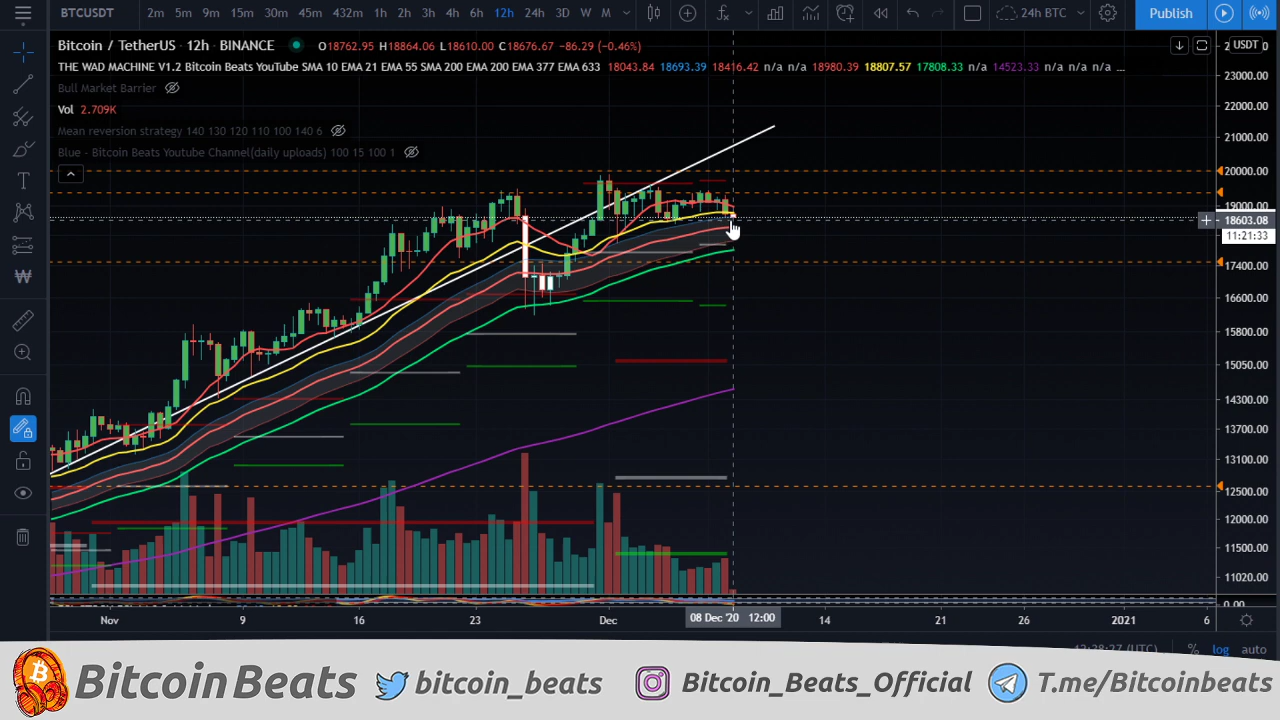 BTCUSDT 2m 5m 9m 15m 30m 45m 432m 1h 2h 3h 4h 6h 12h 24h 3D W M 24h BTC Publish
Bitcoin / TetherUS · 12h · BINANCE O18762.95 H18864.06 L18610.00 C18676.67 −86.29 (−0.46%)
THE WAD MACHINE V1.2 Bitcoin Beats YouTube SMA 10 EMA 21 EMA 55 SMA 200 EMA 200 EMA 377 EMA 633 18043.84 18693.39 18416.42 n/a n/a 18980.39 18807.57 17808.33 n/a 14523.33 n/a n/a n/a ...
Bull Market Barrier
Vol 2.709K
Mean reversion strategy 140 130 120 110 100 140 6
Blue - Bitcoin Beats Youtube Channel(daily uploads) 100 15 100 1
USDT
23000.00
22000.00
21000.00
20000.00
19000.00
18603.08
11:21:33
17400.00
16600.00
15800.00
15050.00
14300.00
13700.00
13100.00
12500.00
12000.00
11500.00
11020.00
0.00
Nov 9 16 23 Dec 08 Dec '20 12:00 14 21 26 2021 6
% log auto
BitcoinBeats bitcoin_beats Bitcoin_Beats_Official T.me/Bitcoinbeats